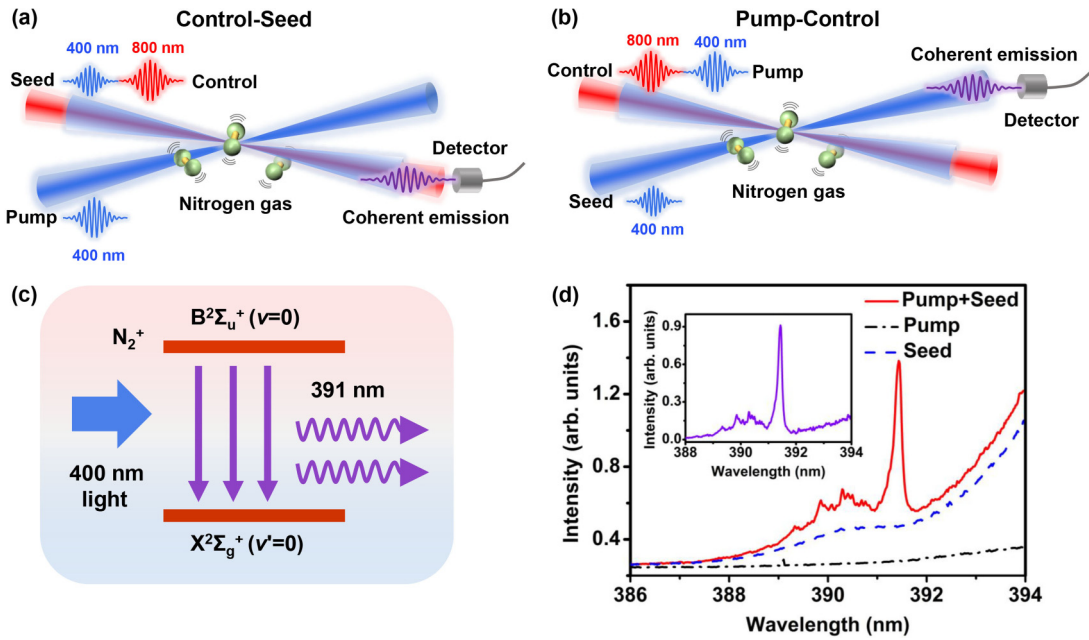 (a)
Control-Seed
400 nm
800 nm
Seed
Control
Detector
Nitrogen gas
Pump
Coherent emission
400 nm
(b)
Pump-Control
800 nm
400 nm
Coherent emission
Control
Pump
Detector
Nitrogen gas
Seed
400 nm
(c)
B²Σᵤ⁺ (v=0)
N₂⁺
391 nm
400 nm
light
X²Σg⁺ (v'=0)
(d)
Intensity (arb. units)
1.6
1.2
0.8
0.4
386
388
390
392
394
Wavelength (nm)
Pump+Seed
Pump
Seed
Intensity (arb. units)
0.9
0.6
0.3
0.0
388
390
392
394
Wavelength (nm)